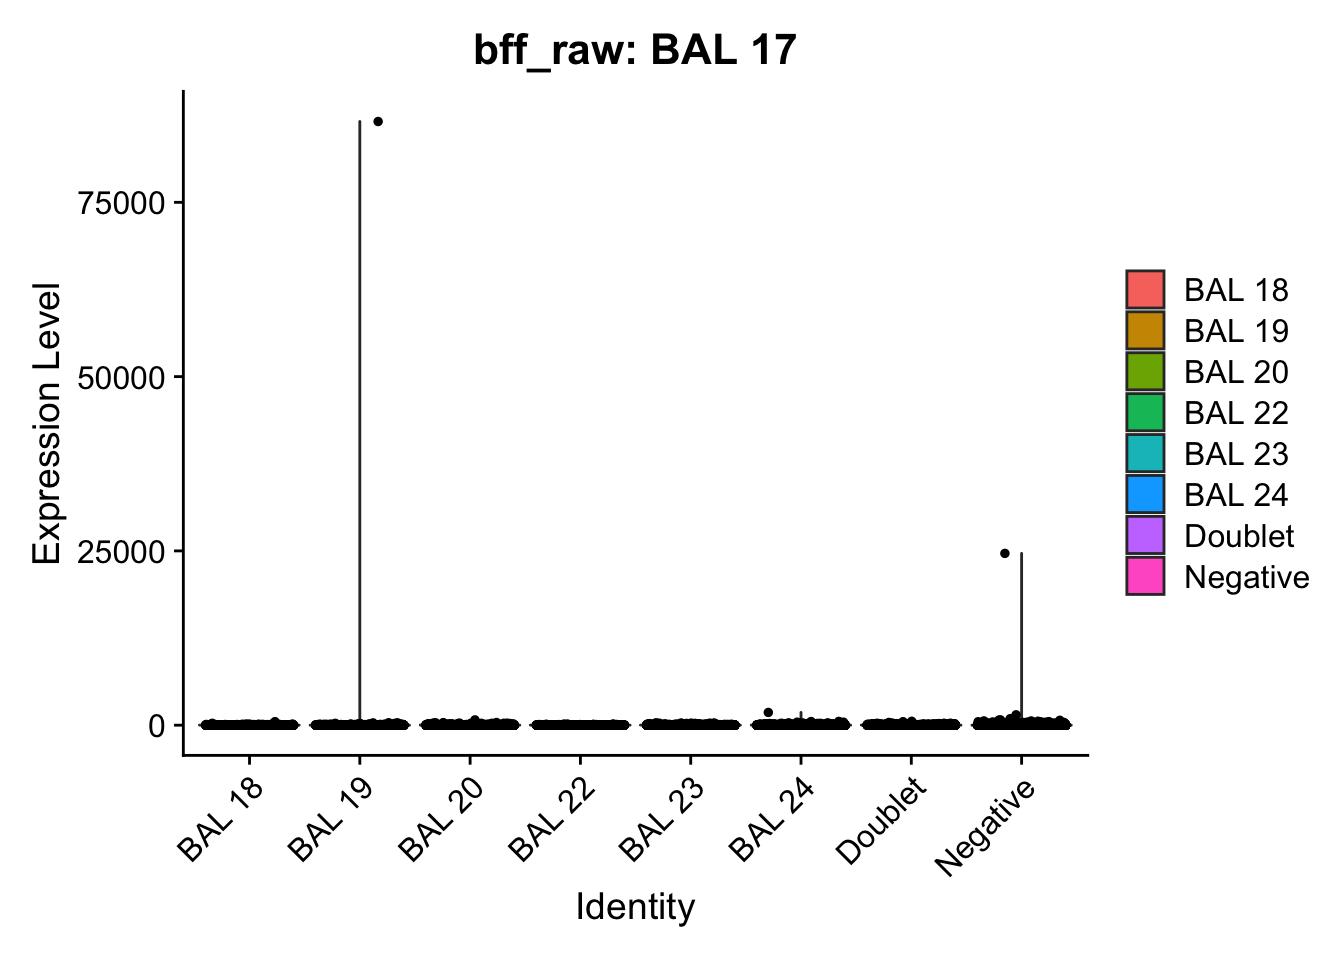 bff_raw: BAL 17
Expression Level
75000
50000
25000
0
BAL 18
BAL 19
BAL 20
BAL 22
BAL 23
BAL 24
Doublet
Negative
Identity
BAL 18
BAL 19
BAL 20
BAL 22
BAL 23
BAL 24
Doublet
Negative